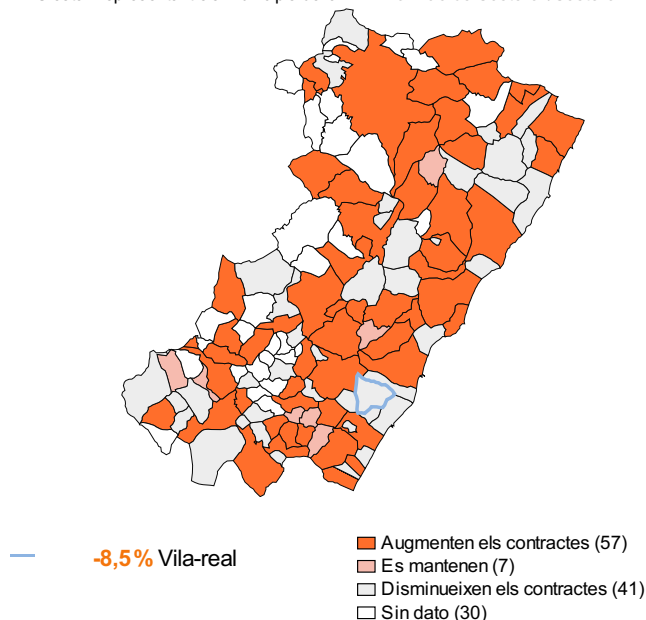 -8,5% Vila-real
Augmenten els contractes (57)
Es mantenen (7)
Disminueixen els contractes (41)
Sin dato (30)